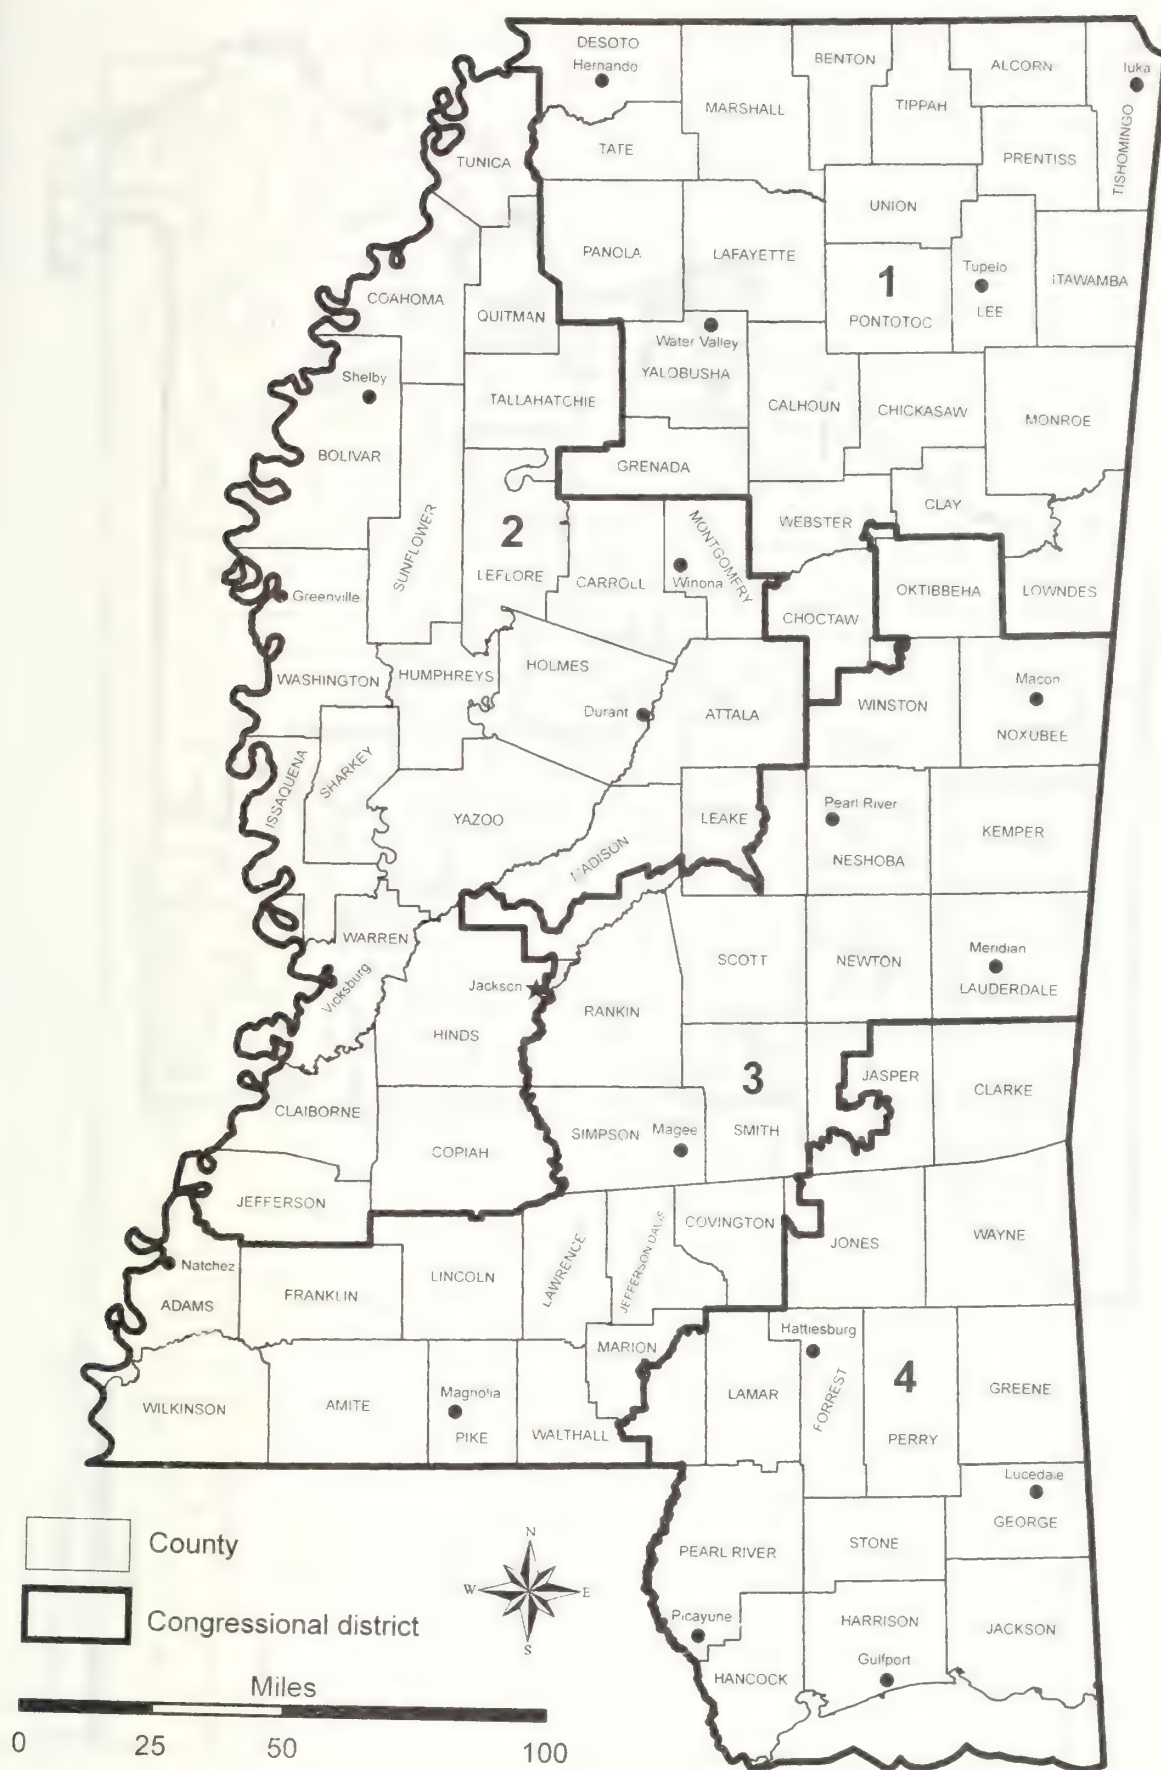 DESOTO
Hernando
BENTON
ALCORN
Iuka
MARSHALL
TIPPAH
TISHOMINGO
TATE
PRENTISS
TUNICA
UNION
PANOLA
LAFAYETTE
1
Tupelo
ITAWAMBA
COAHOMA
QUITMAN
PONTOTOC
LEE
Water Valley
YALOBUSHA
Shelby
TALLAHATCHIE
CALHOUN
CHICKASAW
MONROE
BOLIVAR
GRENADA
CLAY
SUNFLOWER
2
MONTGOMERY
WEBSTER
LEFLORE
CARROLL
Winona
OKTIBBEHA
LOWNDES
Greenville
CHOCTAW
HOLMES
WASHINGTON
HUMPHREYS
Macon
Durant
ATTALA
WINSTON
NOXUBEE
ISSAQUENA
SHARKEY
YAZOO
LEAKE
Pearl River
KEMPER
MADISON
NESHOBA
WARREN
Vicksburg
SCOTT
NEWTON
Meridian
LAUDERDALE
Jackson
RANKIN
HINDS
3
JASPER
CLARKE
CLAIBORNE
SIMPSON
Magee
SMITH
COPIAH
JEFFERSON
COVINGTON
LAWRENCE
JEFFERSON DAVIS
JONES
WAYNE
Natchez
LINCOLN
ADAMS
FRANKLIN
Hattiesburg
MARION
WILKINSON
AMITE
Magnolia
LAMAR
FORREST
4
GREENE
PIKE
WALTHALL
PERRY
Lucedale
GEORGE
County
N
PEARL RIVER
STONE
W
E
Congressional district
S
Picayune
HARRISON
JACKSON
Miles
HANCOCK
Gulfport
0
25
50
100